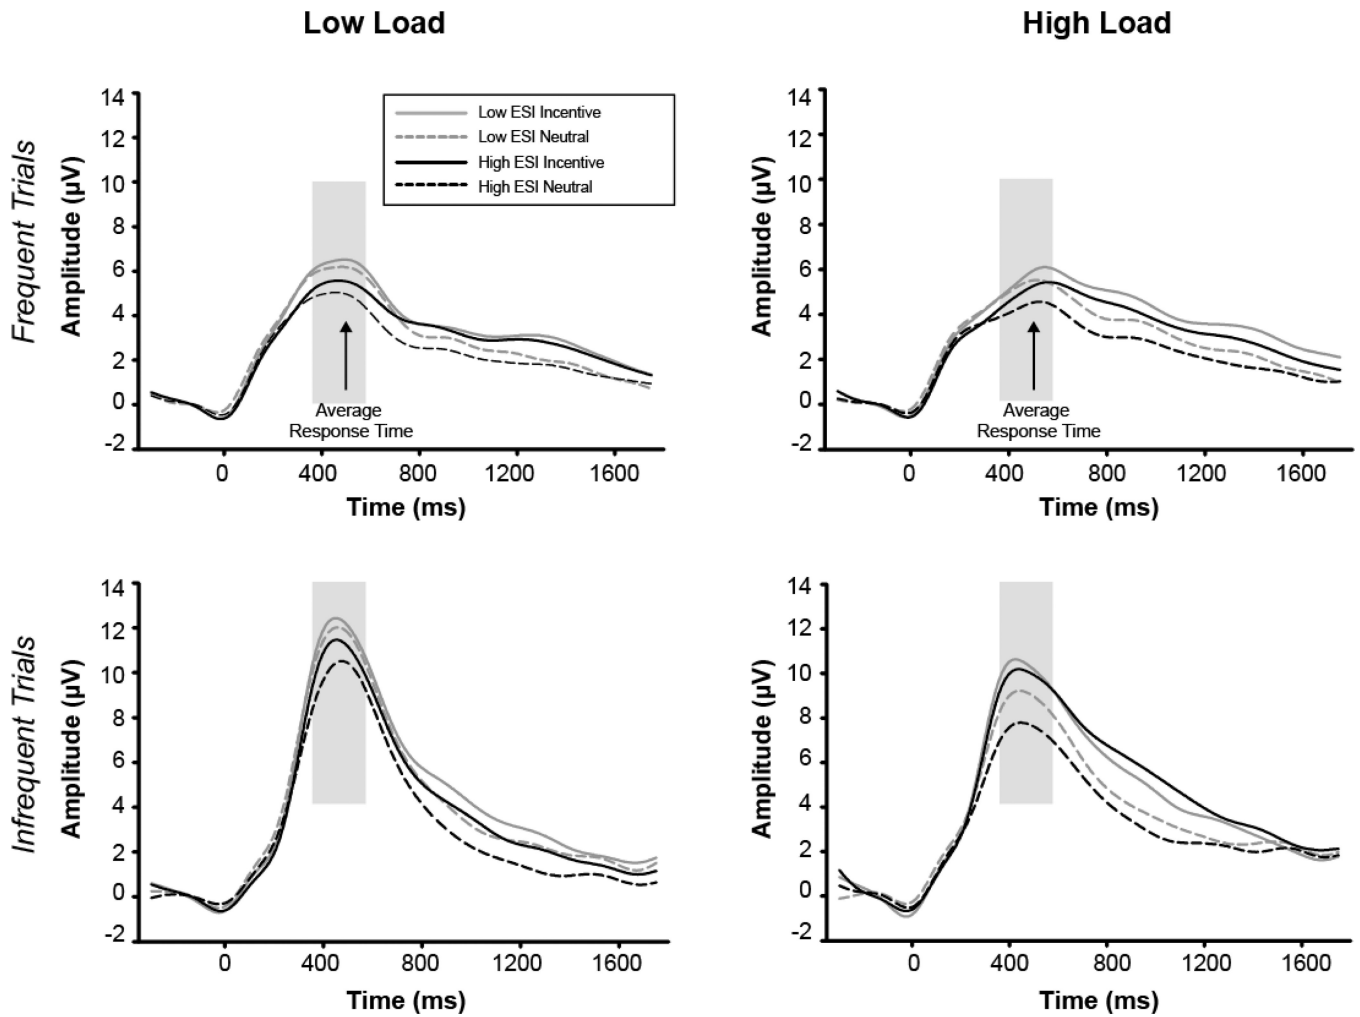 Low Load
High Load
Frequent Trials
Amplitude (µV)
14
12
10
8
6
4
2
0
-2
Low ESI Incentive
Low ESI Neutral
High ESI Incentive
High ESI Neutral
Average
Response Time
0 400 800 1200 1600
Time (ms)
Amplitude (µV)
14
12
10
8
6
4
2
0
-2
Average
Response Time
0 400 800 1200 1600
Time (ms)
Infrequent Trials
Amplitude (µV)
14
12
10
8
6
4
2
0
-2
0 400 800 1200 1600
Time (ms)
Amplitude (µV)
14
12
10
8
6
4
2
0
-2
0 400 800 1200 1600
Time (ms)